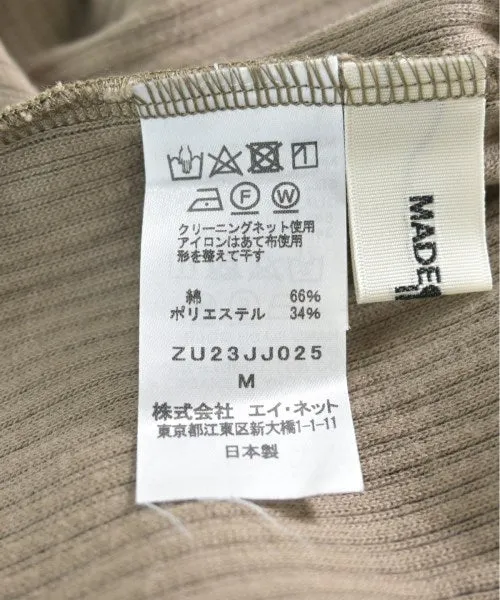 F W
クリーニングネット使用
アイロンはあて布使用
形を整えて干す
綿 66%
ポリエステル 34%
ZU23JJ025
M
株式会社 エイ・ネット
東京都江東区新大橋1-1-11
日本製
MADE